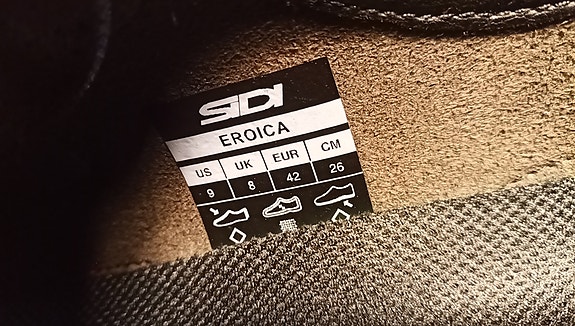 SIDI
EROICA
US UK EUR CM
9 8 42 26